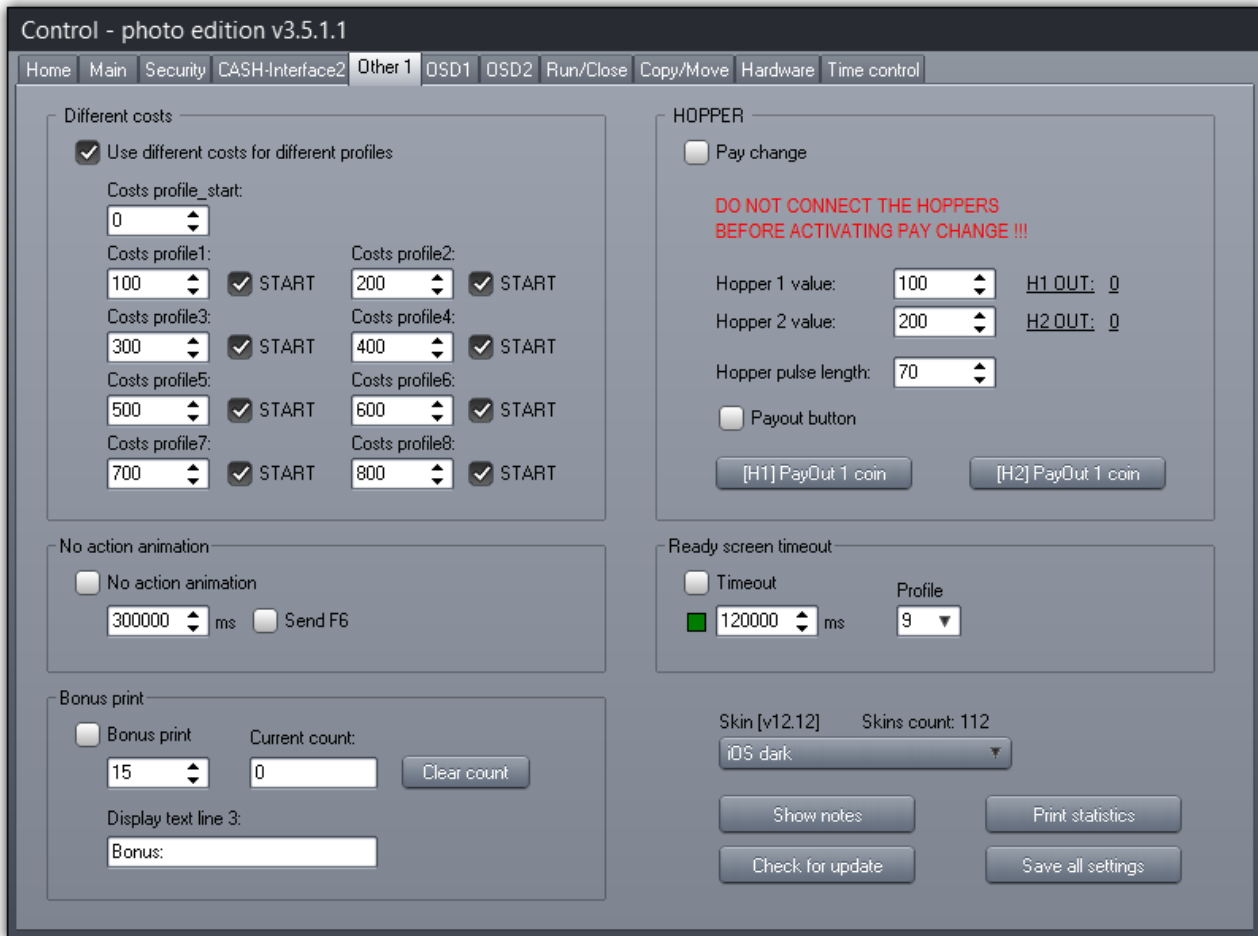 Control - photo edition v3.5.1.1
Home Main Security CASH-Interface2 Other 1 OSD1 OSD2 Run/Close Copy/Move Hardware Time control
Different costs
Use different costs for different profiles
Costs profile_start:
0
Costs profile1: Costs profile2:
100 START 200 START
Costs profile3: Costs profile4:
300 START 400 START
Costs profile5: Costs profile6:
500 START 600 START
Costs profile7: Costs profile8:
700 START 800 START
HOPPER
Pay change
DO NOT CONNECT THE HOPPERS
BEFORE ACTIVATING PAY CHANGE !!!
Hopper 1 value: 100 H1 OUT: 0
Hopper 2 value: 200 H2 OUT: 0
Hopper pulse length: 70
Payout button
[H1] PayOut 1 coin [H2] PayOut 1 coin
No action animation
No action animation
300000 ms Send F6
Ready screen timeout
Timeout Profile
120000 ms 9
Bonus print
Bonus print Current count:
15 0 Clear count
Display text line 3:
Bonus:
Skin [v12.12] Skins count: 112
iOS dark
Show notes Print statistics
Check for update Save all settings